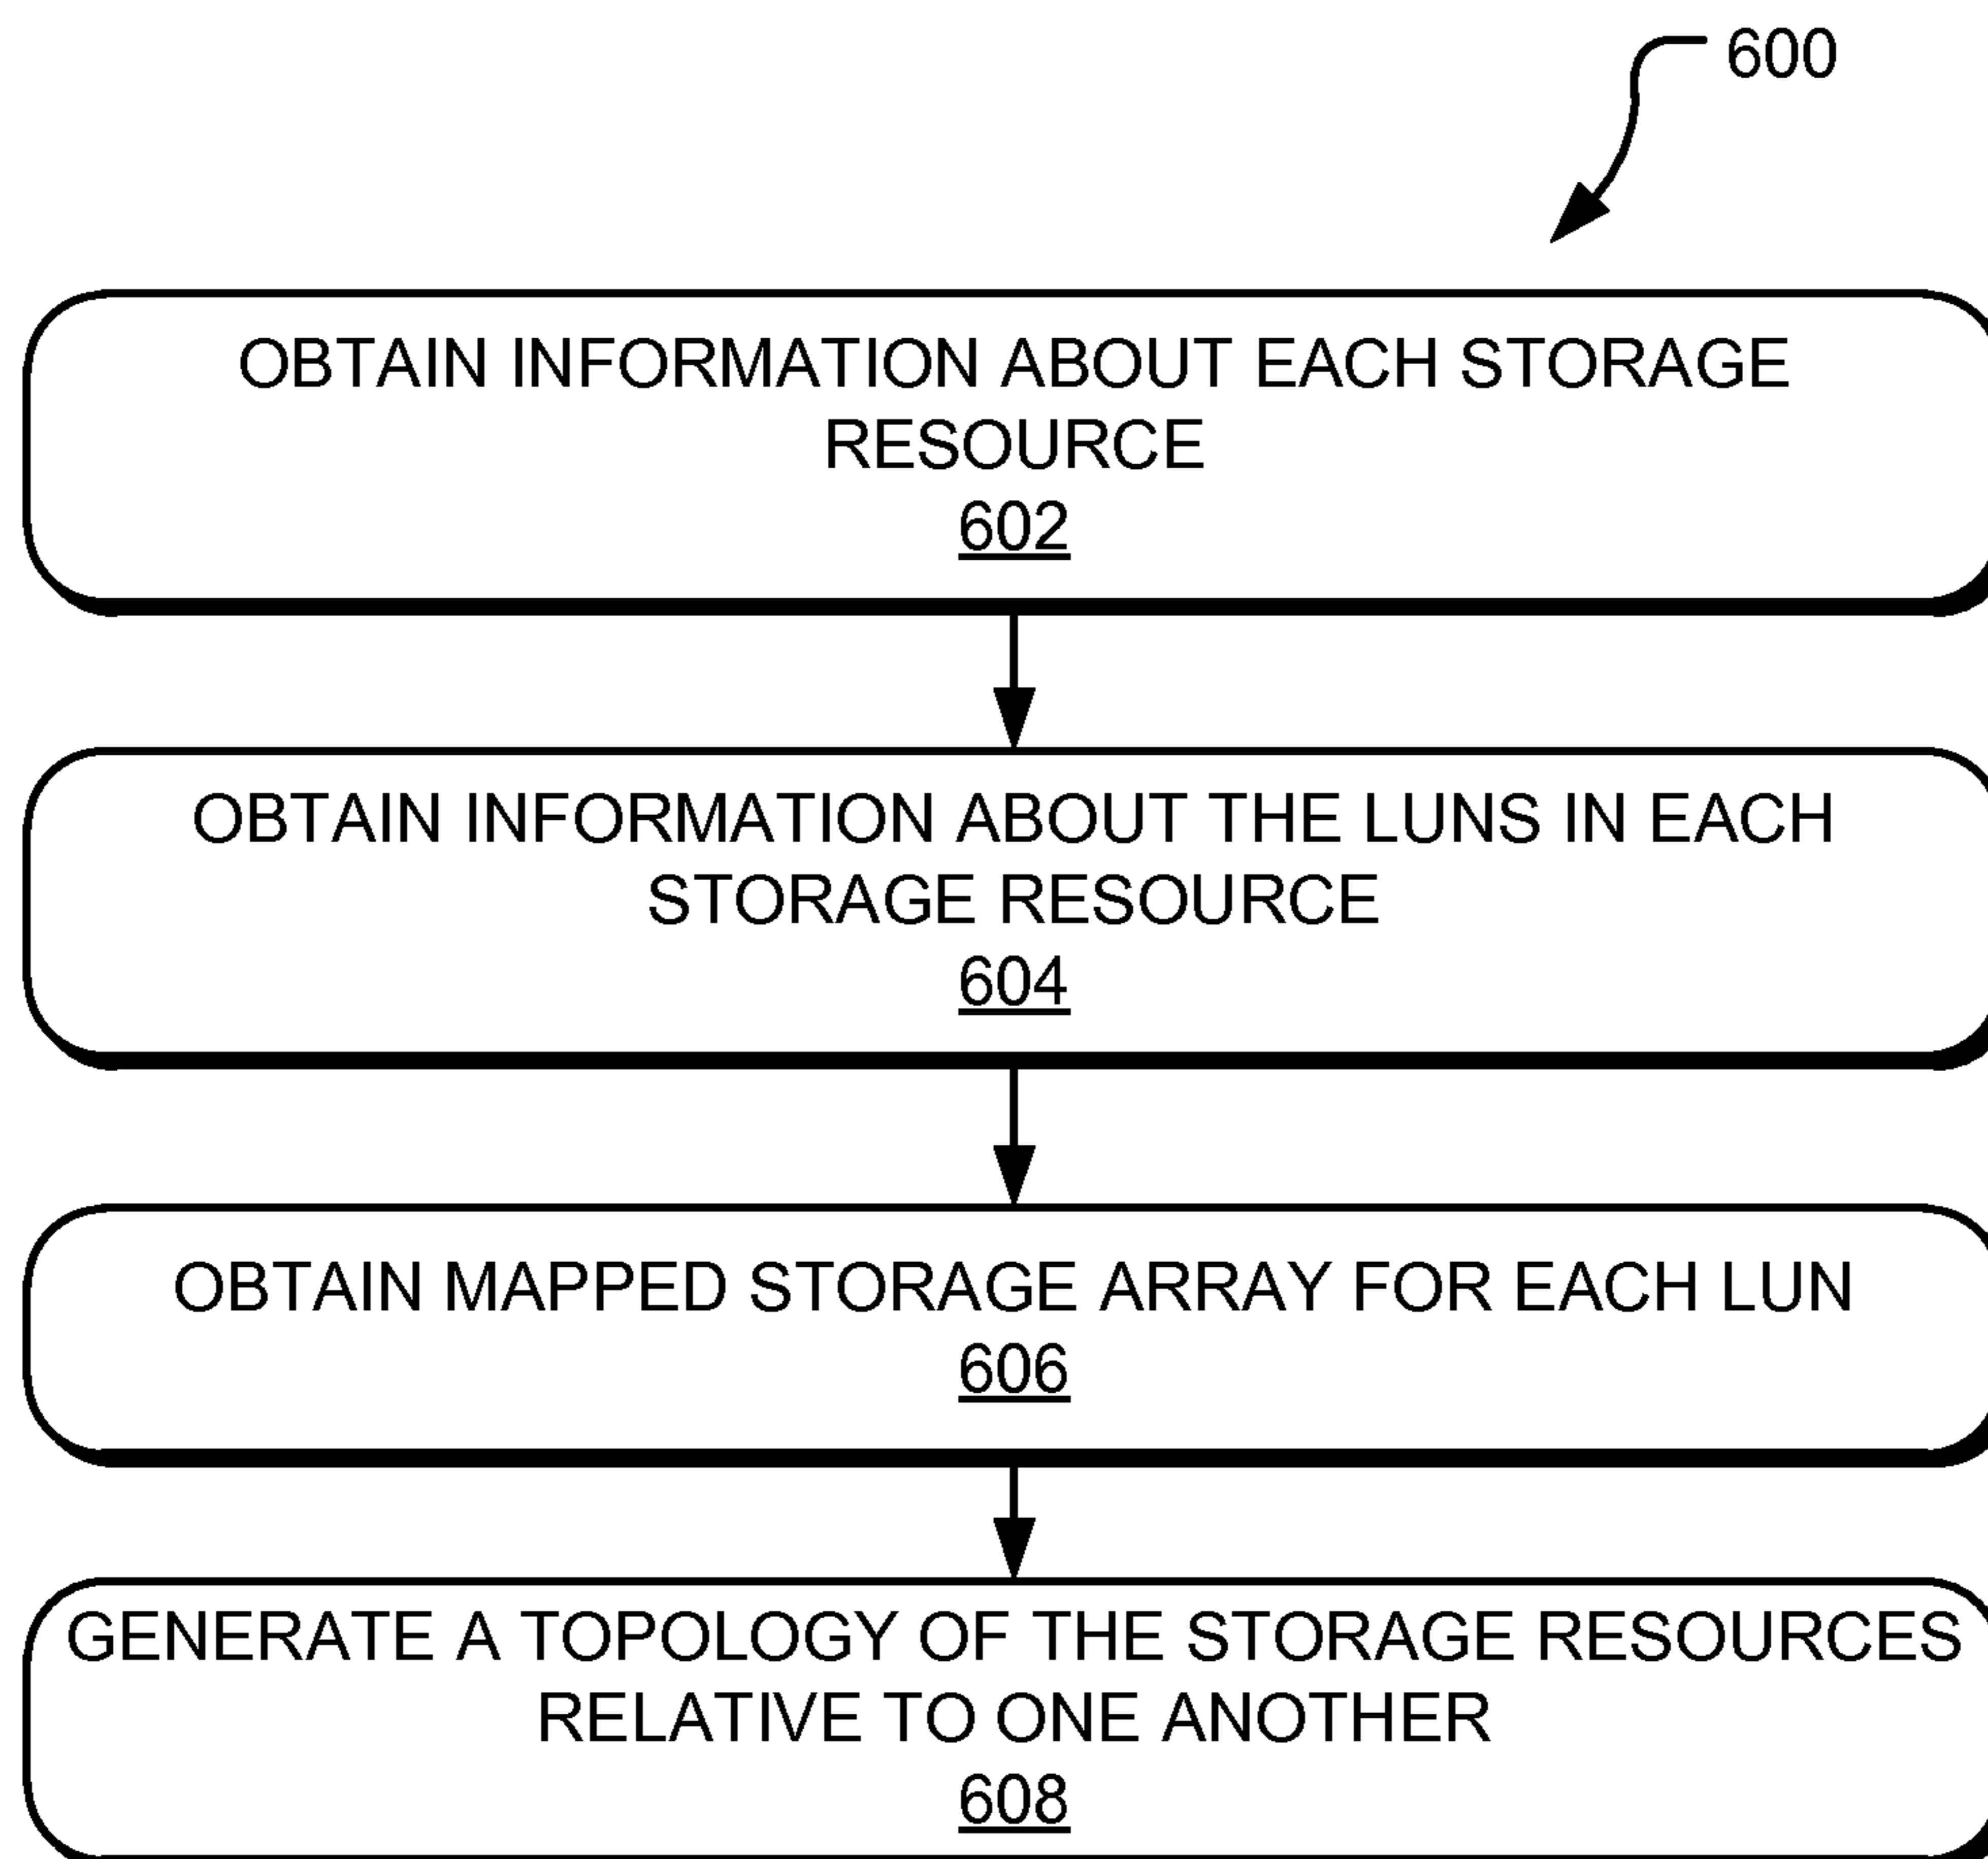 600
OBTAIN INFORMATION ABOUT EACH STORAGE
RESOURCE
602
OBTAIN INFORMATION ABOUT THE LUNS IN EACH
STORAGE RESOURCE
604
OBTAIN MAPPED STORAGE ARRAY FOR EACH LUN
606
GENERATE A TOPOLOGY OF THE STORAGE RESOURCES
RELATIVE TO ONE ANOTHER
608